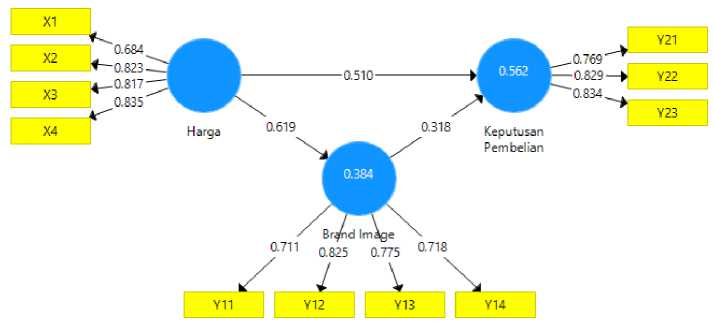 X1
X2
X3
X4
0.684
0.823
0.817
0.835
Harga
0.510
0.619
0.318
0.562
Keputusan
Pembelian
0.769
0.829
0.834
Y21
Y22
Y23
0.384
Brand Image
0.711
0.825
0.775
0.718
Y11
Y12
Y13
Y14